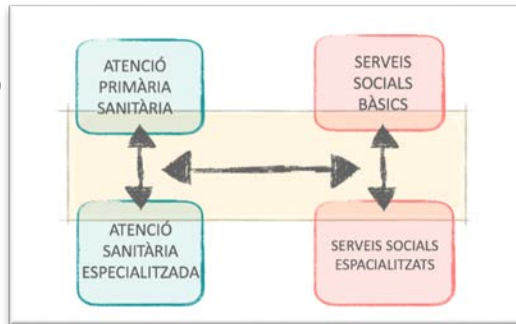 ATENCIÓ
PRIMÀRIA
SANITÀRIA
SERVEIS
SOCIALS
BÀSICS
ATENCIÓ
SANITÀRIA
ESPECIALITZADA
SERVEIS SOCIALS
ESPACIALITZATS